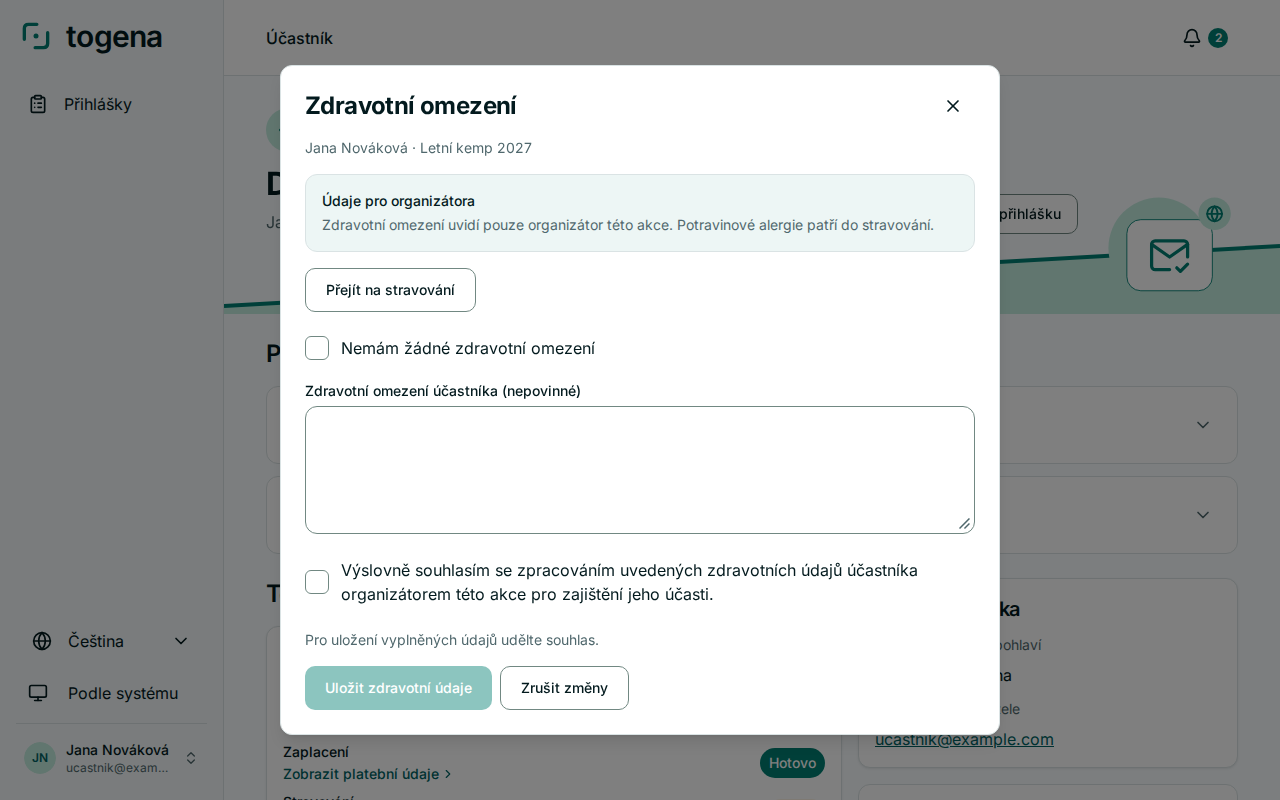 togena
Účastník
2
Přihlášky
Zdravotní omezení
Jana Nováková · Letní kemp 2027
Údaje pro organizátora
Zdravotní omezení uvidí pouze organizátor této akce. Potravinové alergie patří do stravování.
přihlášku
Přejít na stravování
Nemám žádné zdravotní omezení
Zdravotní omezení účastníka (nepovinné)
Výslovně souhlasím se zpracováním uvedených zdravotních údajů účastníka
organizátorem této akce pro zajištění jeho účasti.
Pro uložení vyplněných údajů udělte souhlas.
Uložit zdravotní údaje
Zrušit změny
Čeština
Podle systému
JN
Jana Nováková
ucastnik@exam...
Zaplacení
Zobrazit platební údaje
Hotovo
ucastnik@example.com